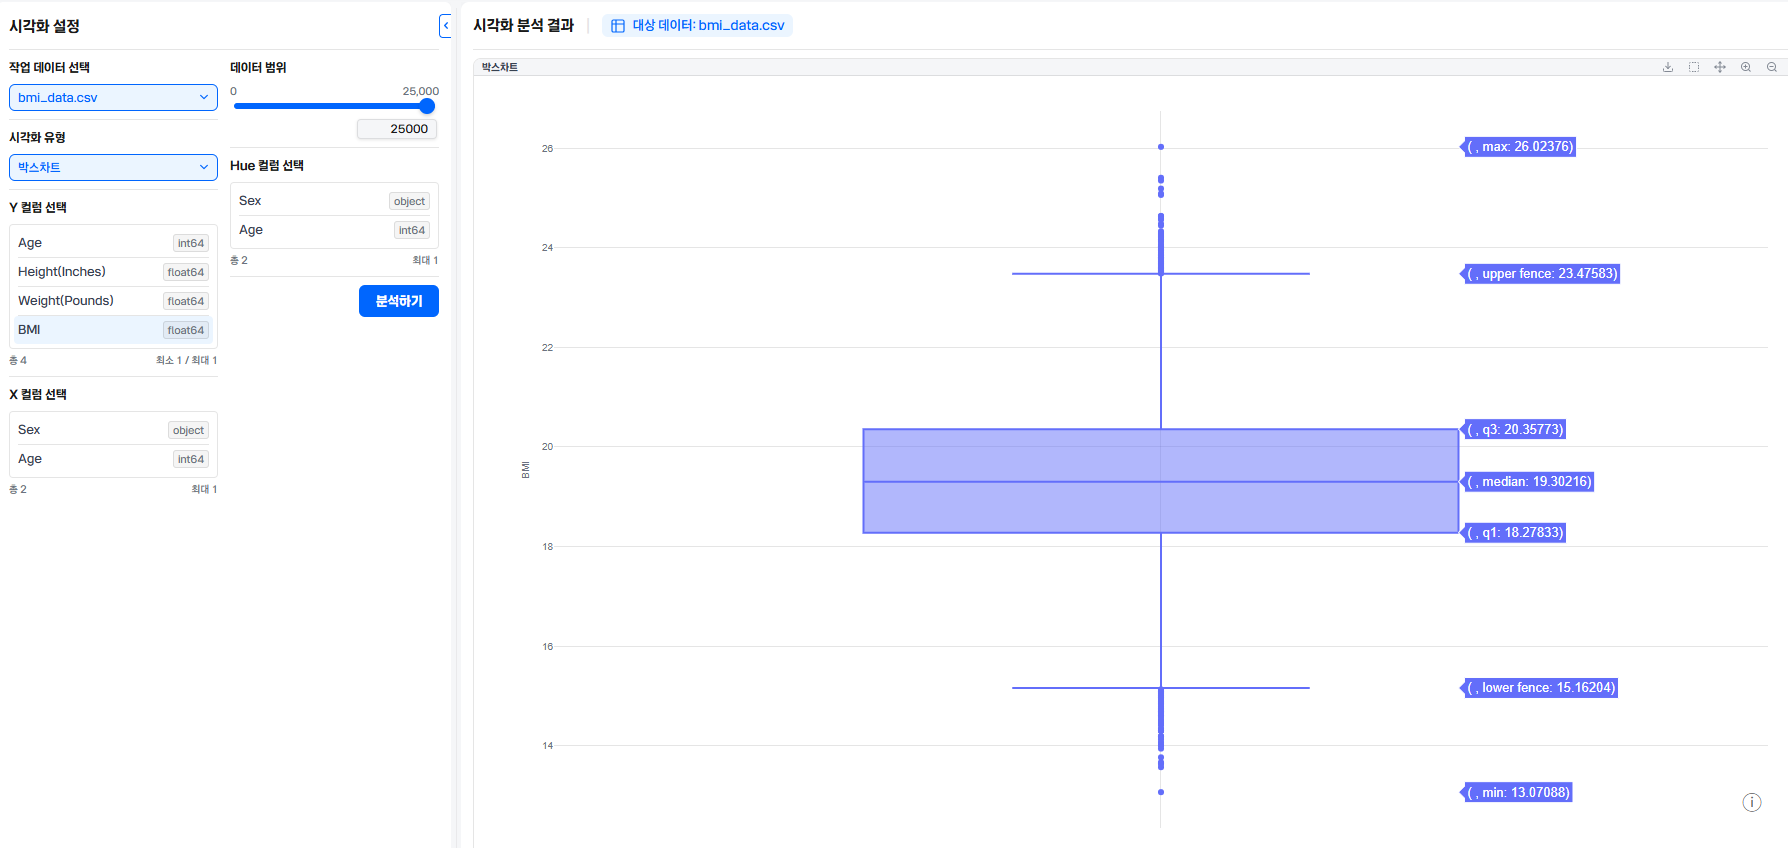 시각화 설정
작업 데이터 선택
bmi_data.csv
시각화 유형
박스차트
Y 컬럼 선택
Age int64
Height(Inches) float64
Weight(Pounds) float64
BMI float64
총 4 최소 1 / 최대 1
X 컬럼 선택
Sex object
Age int64
총 2 최대 1
데이터 범위
0 25,000
25000
Hue 컬럼 선택
Sex object
Age int64
총 2 최대 1
분석하기
시각화 분석 결과
대상 데이터: bmi_data.csv
박스차트
26
24
22
20
18
16
14
BMI
( , max: 26.02376)
( , upper fence: 23.47583)
( , q3: 20.35773)
( , median: 19.30216)
( , q1: 18.27833)
( , lower fence: 15.16204)
( , min: 13.07088)